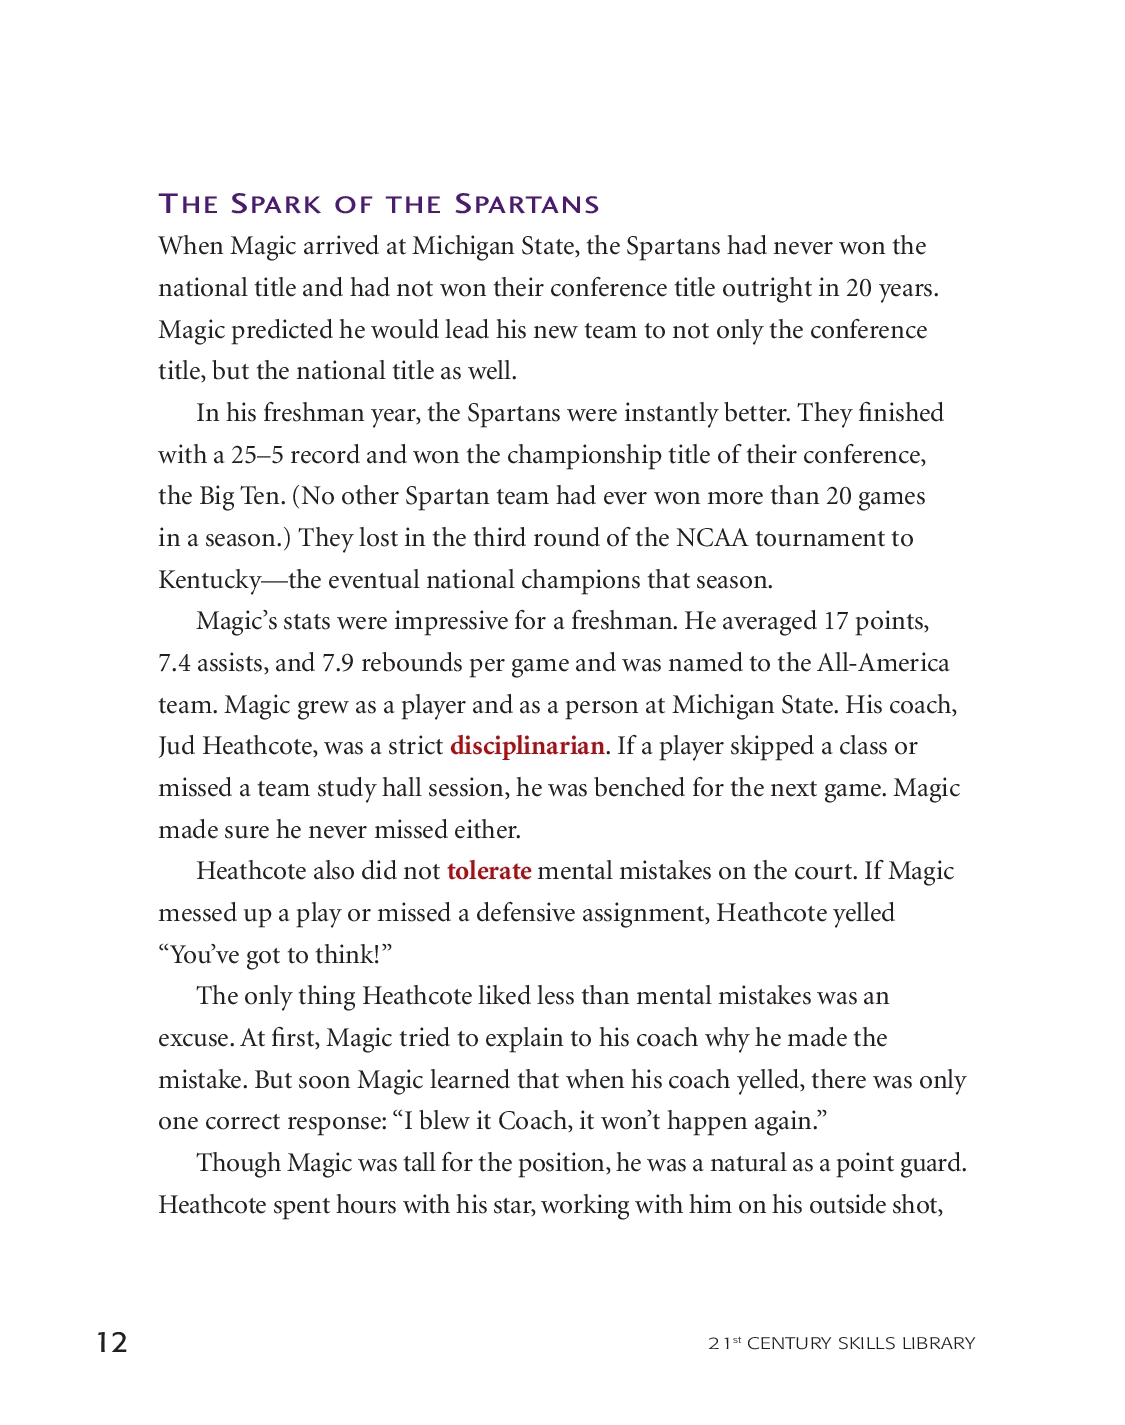 The Spark of the Spartans
When Magic arrived at Michigan State, the Spartans had never won the
national title and had not won their conference title outright in 20 years.
Magic predicted he would lead his new team to not only the conference
title, but the national title as well.
In his freshman year, the Spartans were instantly better. They finished
with a 25–5 record and won the championship title of their conference,
the Big Ten. (No other Spartan team had ever won more than 20 games
in a season.) They lost in the third round of the NCAA tournament to
Kentucky—the eventual national champions that season.
Magic’s stats were impressive for a freshman. He averaged 17 points,
7.4 assists, and 7.9 rebounds per game and was named to the All-America
team. Magic grew as a player and as a person at Michigan State. His coach,
Jud Heathcote, was a strict disciplinarian. If a player skipped a class or
missed a team study hall session, he was benched for the next game. Magic
made sure he never missed either.
Heathcote also did not tolerate mental mistakes on the court. If Magic
messed up a play or missed a defensive assignment, Heathcote yelled
“You’ve got to think!”
The only thing Heathcote liked less than mental mistakes was an
excuse. At first, Magic tried to explain to his coach why he made the
mistake. But soon Magic learned that when his coach yelled, there was only
one correct response: “I blew it Coach, it won’t happen again.”
Though Magic was tall for the position, he was a natural as a point guard.
Heathcote spent hours with his star, working with him on his outside shot,
12
21st CENTURY SKILLS LIBRARY